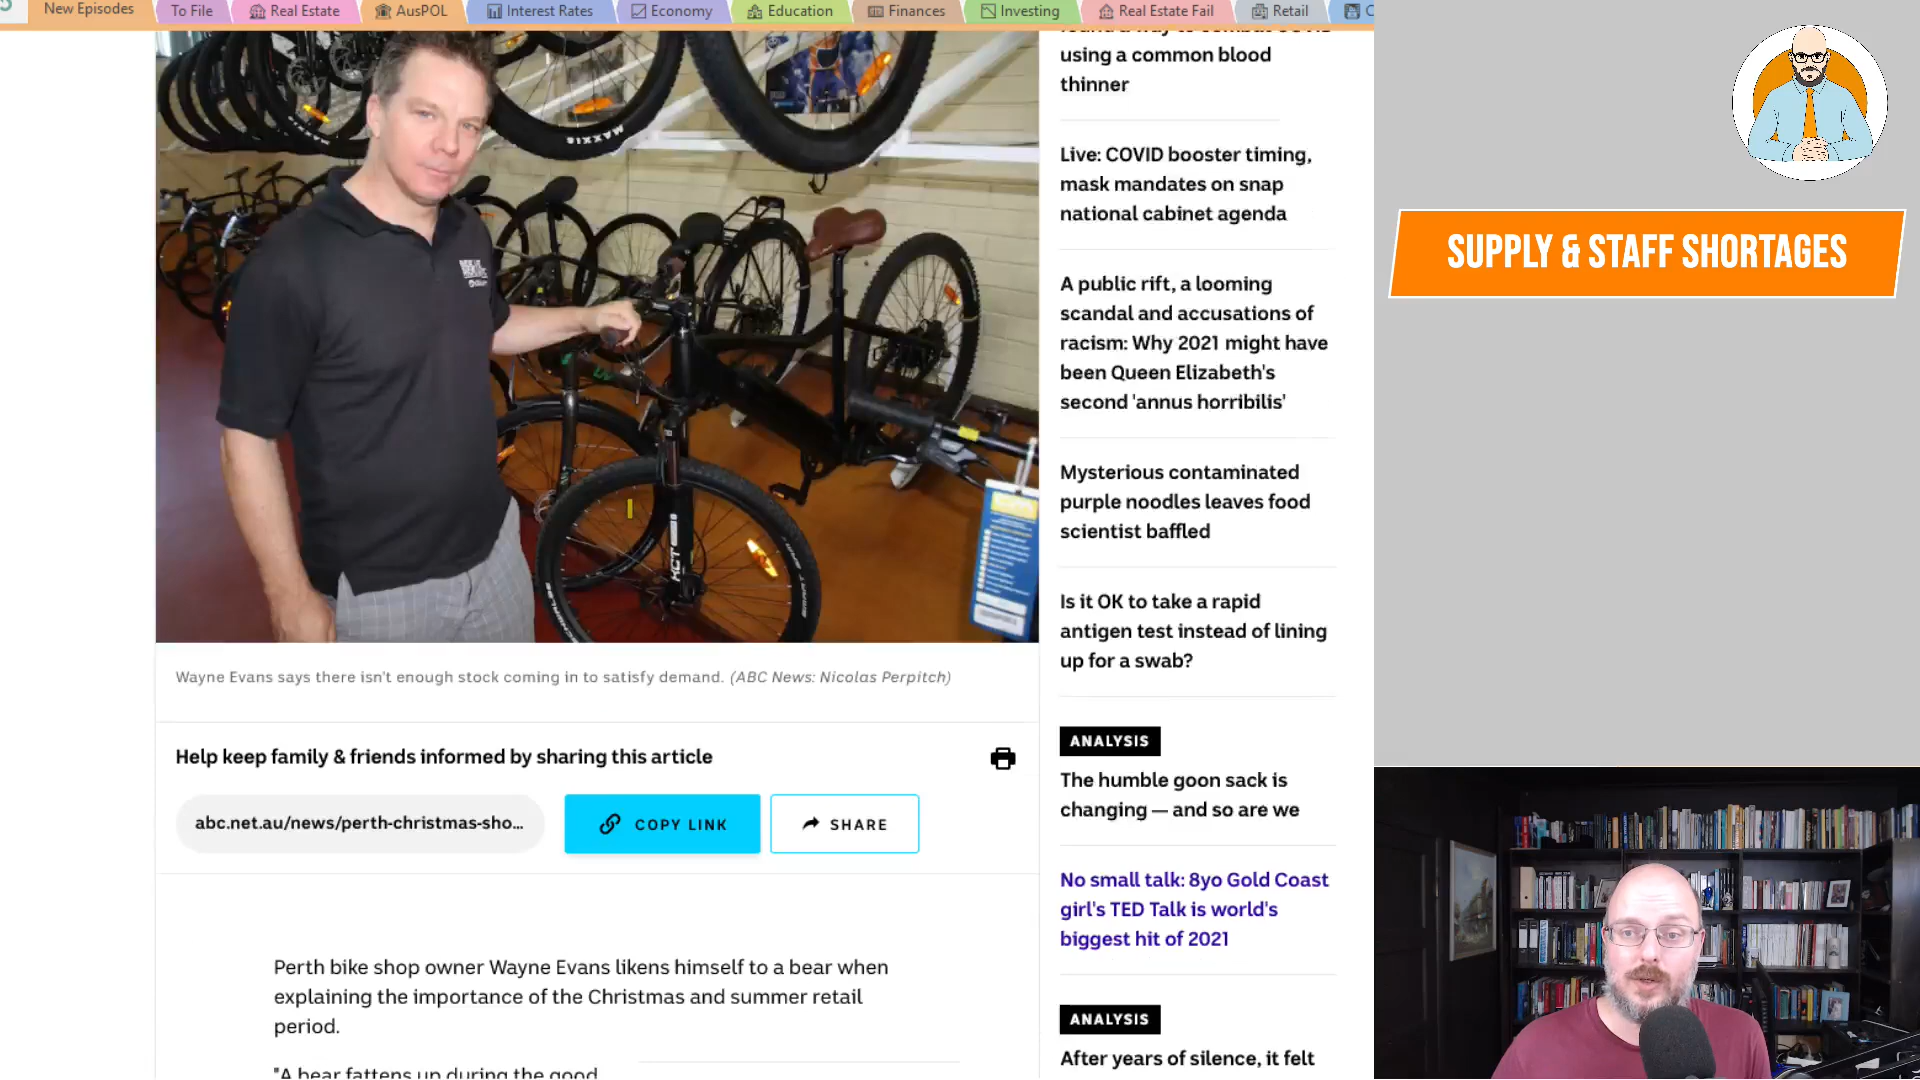 New Episodes
To File
Real Estate
AusPOL
Interest Rates
Economy
Education
Finances
Investing
Real Estate Fail
Retail
MAXXIS
KCT
Wayne Evans says there isn't enough stock coming in to satisfy demand. (ABC News: Nicolas Perpitch)
Help keep family & friends informed by sharing this article
abc.net.au/news/perth-christmas-sho...
COPY LINK
SHARE
Perth bike shop owner Wayne Evans likens himself to a bear when
explaining the importance of the Christmas and summer retail
period.
"A bear fattens up during the good
using a common blood
thinner
Live: COVID booster timing,
mask mandates on snap
national cabinet agenda
A public rift, a looming
scandal and accusations of
racism: Why 2021 might have
been Queen Elizabeth's
second 'annus horribilis'
Mysterious contaminated
purple noodles leaves food
scientist baffled
Is it OK to take a rapid
antigen test instead of lining
up for a swab?
ANALYSIS
The humble goon sack is
changing — and so are we
No small talk: 8yo Gold Coast
girl's TED Talk is world's
biggest hit of 2021
ANALYSIS
After years of silence, it felt
SUPPLY & STAFF SHORTAGES